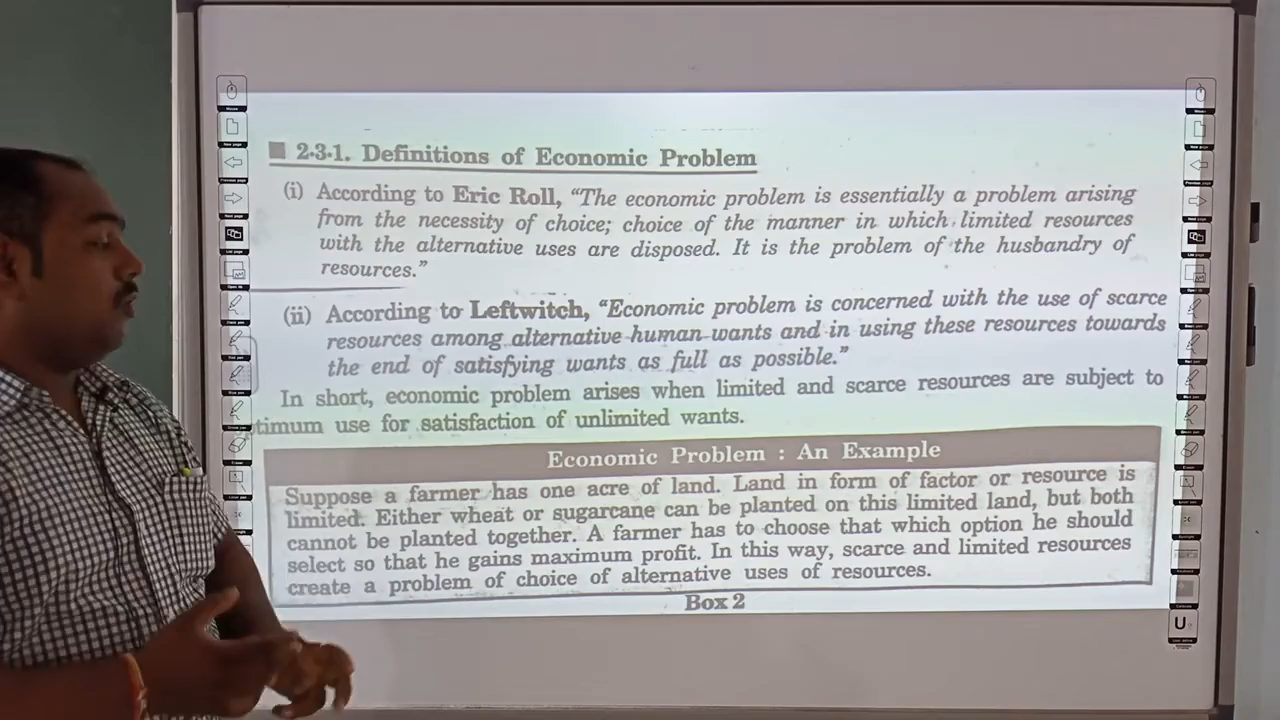 ■ 2·3·1. Definitions of Economic Problem
(i) According to Eric Roll, “The economic problem is essentially a problem arising
from the necessity of choice; choice of the manner in which limited resources
with the alternative uses are disposed. It is the problem of the husbandry of
resources.”
(ii) According to Leftwitch, “Economic problem is concerned with the use of scarce
resources among alternative human wants and in using these resources towards
the end of satisfying wants as full as possible.”
In short, economic problem arises when limited and scarce resources are subject to
timum use for satisfaction of unlimited wants.
Economic Problem : An Example
Suppose a farmer has one acre of land. Land in form of factor or resource is
limited. Either wheat or sugarcane can be planted on this limited land, but both
cannot be planted together. A farmer has to choose that which option he should
select so that he gains maximum profit. In this way, scarce and limited resources
create a problem of choice of alternative uses of resources.
Box 2